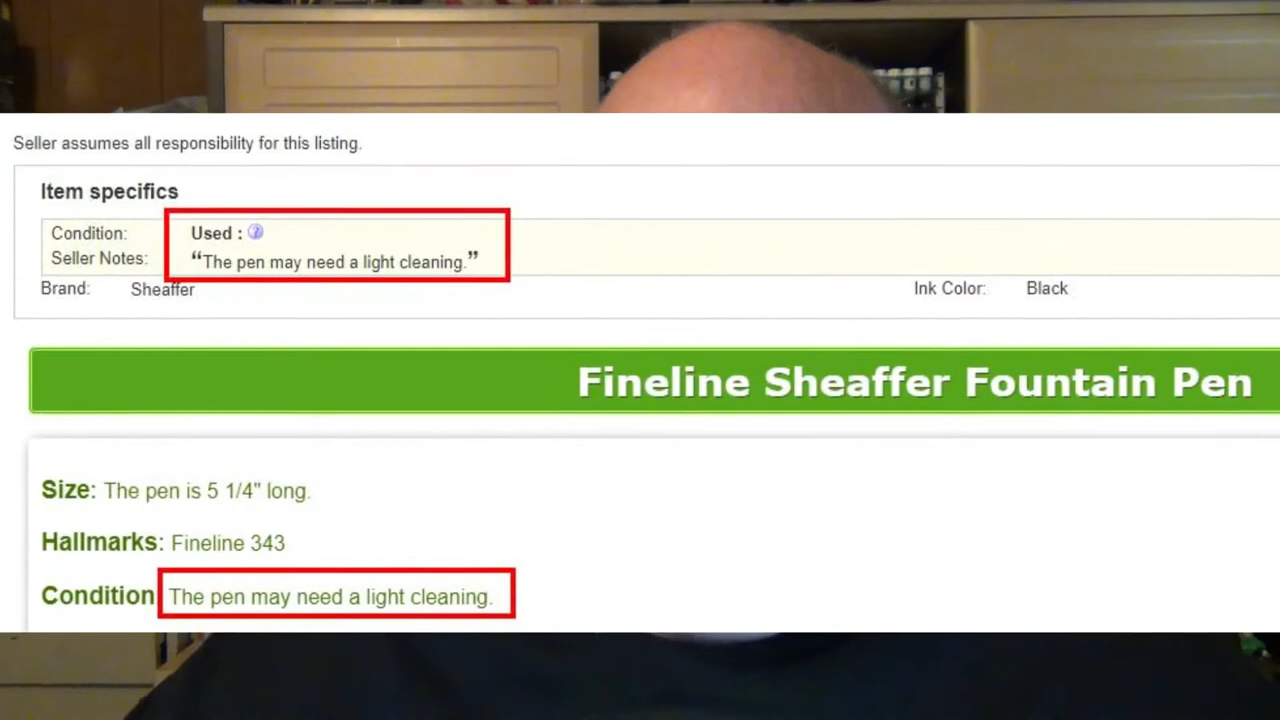 Seller assumes all responsibility for this listing.
Item specifics
Condition: Used :
Seller Notes: “The pen may need a light cleaning.”
Brand: Sheaffer Ink Color: Black
Fineline Sheaffer Fountain Pen
Size: The pen is 5 1/4" long.
Hallmarks: Fineline 343
Condition The pen may need a light cleaning.